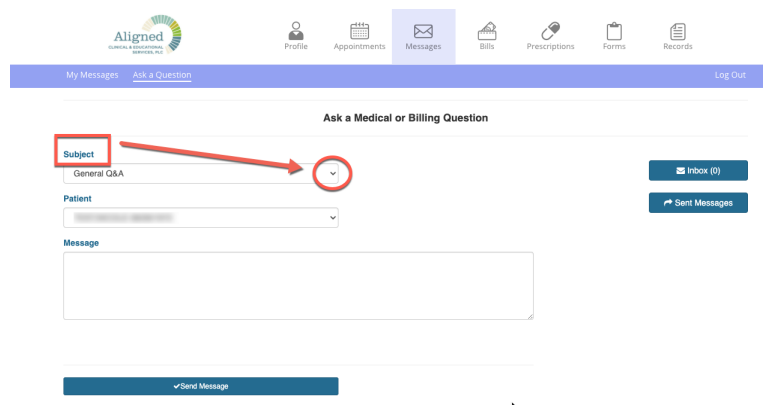 Aligned
CLINICAL & EDUCATIONAL
SERVICES, PLC
Profile
Appointments
Messages
Bills
Prescriptions
Forms
Records
My Messages
Ask a Question
Log Out
Ask a Medical or Billing Question
Subject
General Q&A
Inbox (0)
Patient
Sent Messages
Message
Send Message